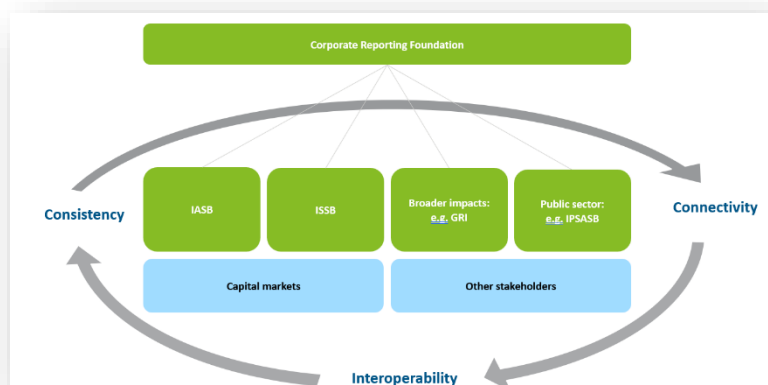 Corporate Reporting Foundation
Consistency
IASB
ISSB
Broader impacts:
e.g. GRI
Public sector:
e.g. IPSASB
Connectivity
Capital markets
Other stakeholders
Interoperability